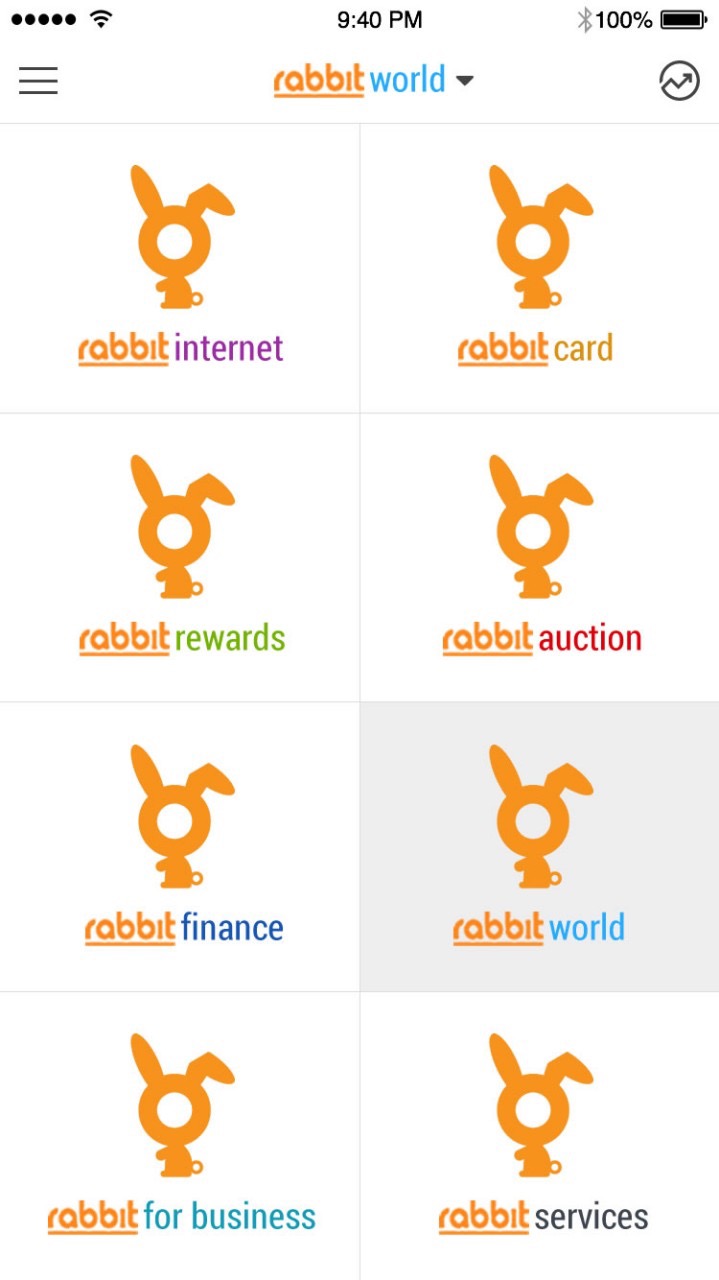 9:40 PM
100%
rabbit world
rabbit internet
rabbit card
rabbit rewards
rabbit auction
rabbit finance
rabbit world
rabbit for business
rabbit services